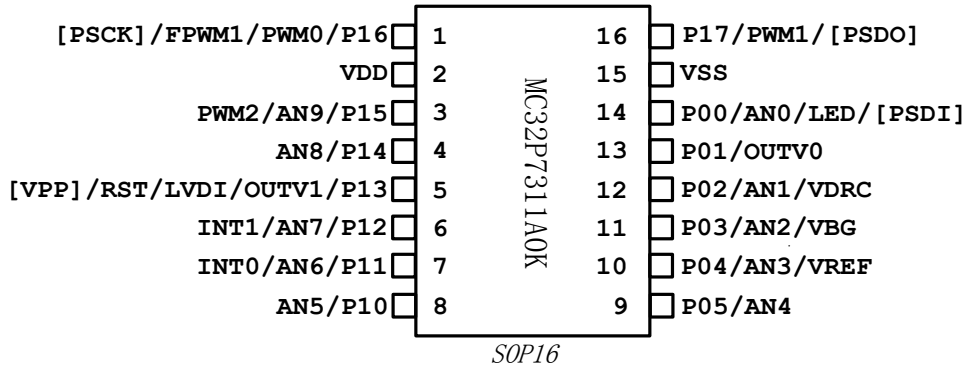 [PSCK]/FPWM1/PWM0/P16 1 16 P17/PWM1/[PSDO]
VDD 2 15 VSS
PWM2/AN9/P15 3 14 P00/AN0/LED/[PSDI]
AN8/P14 4 13 P01/OUTV0
[VPP]/RST/LVDI/OUTV1/P13 5 12 P02/AN1/VDRC
INT1/AN7/P12 6 11 P03/AN2/VBG
INT0/AN6/P11 7 10 P04/AN3/VREF
AN5/P10 8 9 P05/AN4
MC32P7311A0K
SOP16